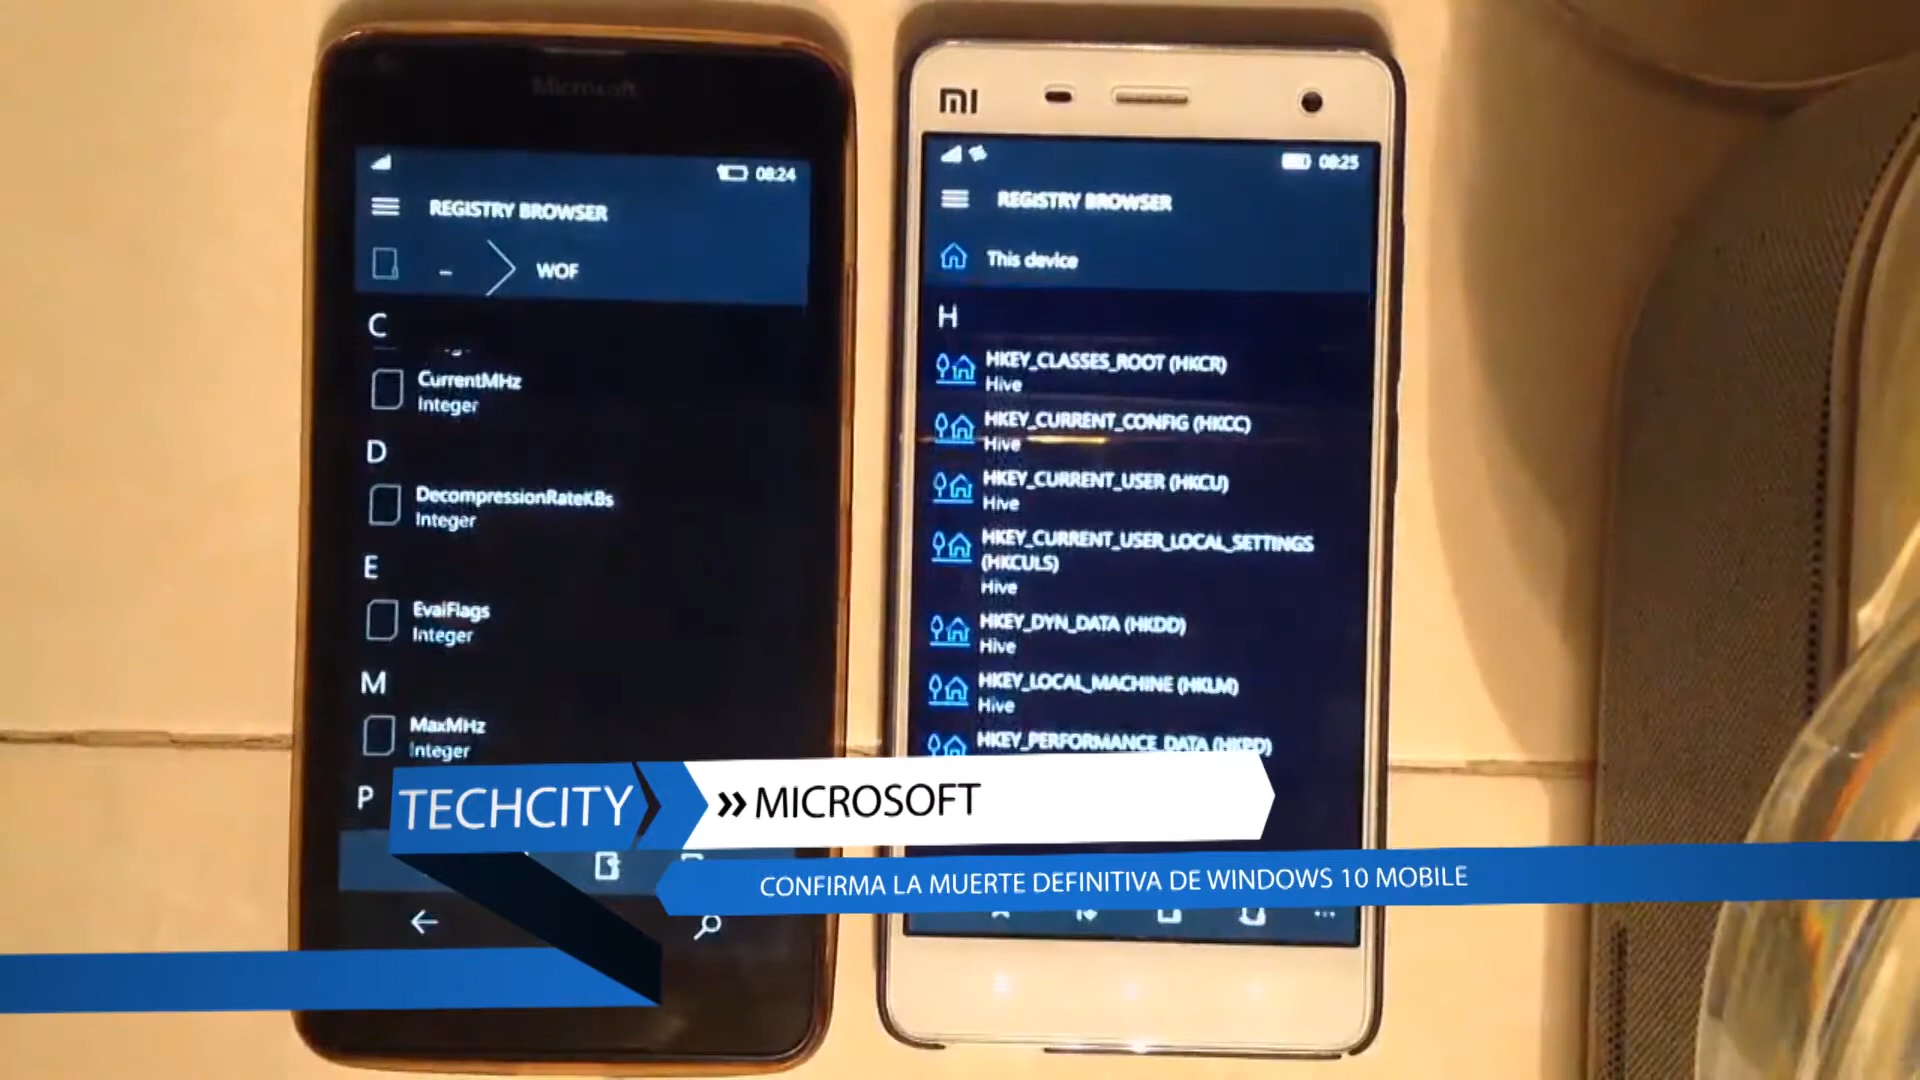 Microsoft
08:24
REGISTRY BROWSER
WOF
C
CurrentMHz
Integer
D
DecompressionRateKBs
Integer
E
EvalFlags
Integer
M
MaxMHz
Integer
P
MI
08:25
REGISTRY BROWSER
This device
H
HKEY_CLASSES_ROOT (HKCR)
Hive
HKEY_CURRENT_CONFIG (HKCC)
Hive
HKEY_CURRENT_USER (HKCU)
Hive
HKEY_CURRENT_USER_LOCAL_SETTINGS
(HKCULS)
Hive
HKEY_DYN_DATA (HKDD)
Hive
HKEY_LOCAL_MACHINE (HKLM)
Hive
HKEY_PERFORMANCE_DATA (HKPD)
TECHCITY
» MICROSOFT
CONFIRMA LA MUERTE DEFINITIVA DE WINDOWS 10 MOBILE